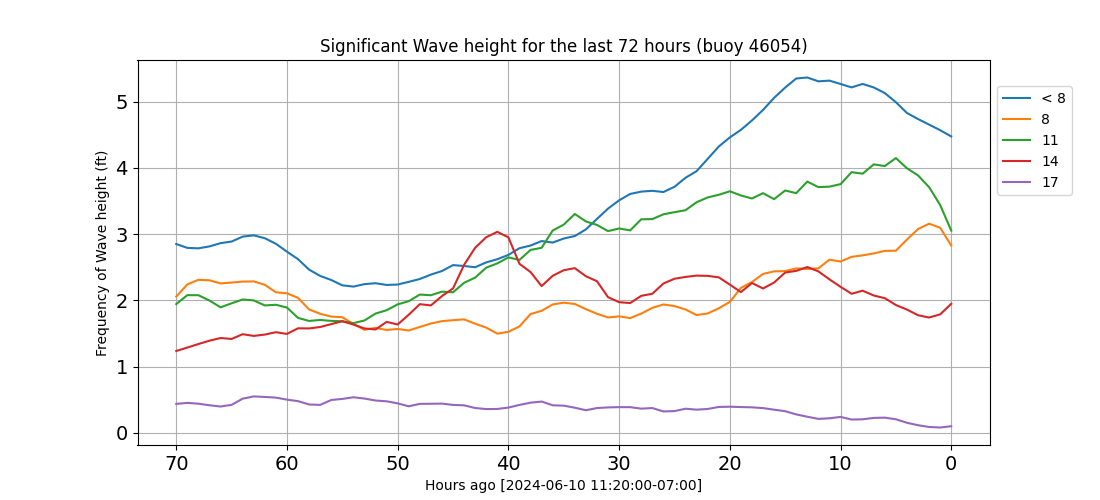 Significant Wave height for the last 72 hours (buoy 46054)
Frequency of Wave height (ft)
5
4
3
2
1
0
70 60 50 40 30 20 10 0
Hours ago [2024-06-10 11:20:00-07:00]
< 8
8
11
14
17